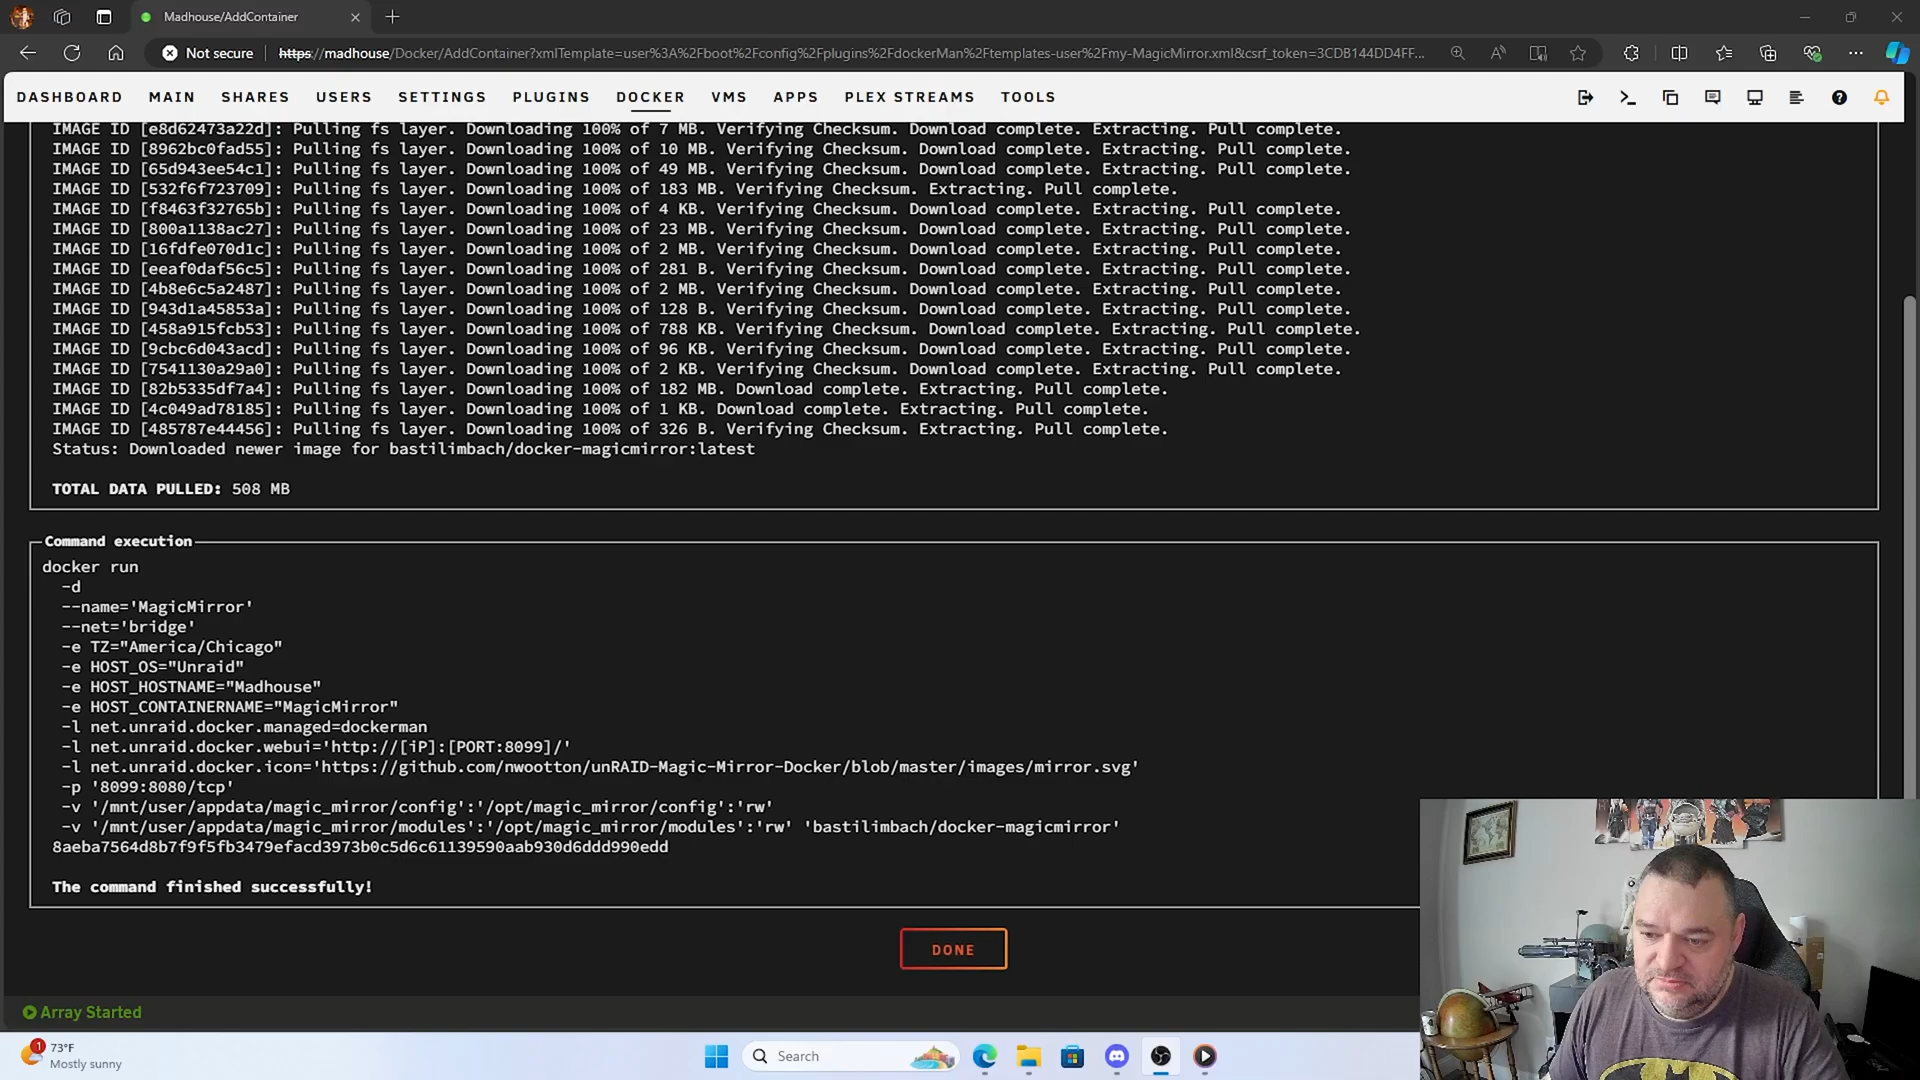 Madhouse/AddContainer
Not secure
https://madhouse/Docker/AddContainer?xmlTemplate=user%3A%2Fboot%2Fconfig%2Fplugins%2FdockerMan%2Ftemplates-user%2Fmy-MagicMirror.xml&csrf_token=3CDB144DD4FF...
DASHBOARD MAIN SHARES USERS SETTINGS PLUGINS DOCKER VMS APPS PLEX STREAMS TOOLS
IMAGE ID [e8d62473a22d]: Pulling fs layer. Downloading 100% of 7 MB. Verifying Checksum. Download complete. Extracting. Pull complete.
IMAGE ID [8962bc0fad55]: Pulling fs layer. Downloading 100% of 10 MB. Verifying Checksum. Download complete. Extracting. Pull complete.
IMAGE ID [65d943ee54c1]: Pulling fs layer. Downloading 100% of 49 MB. Verifying Checksum. Download complete. Extracting. Pull complete.
IMAGE ID [532f6f723709]: Pulling fs layer. Downloading 100% of 183 MB. Verifying Checksum. Extracting. Pull complete.
IMAGE ID [f8463f32765b]: Pulling fs layer. Downloading 100% of 4 KB. Verifying Checksum. Download complete. Extracting. Pull complete.
IMAGE ID [800a1138ac27]: Pulling fs layer. Downloading 100% of 23 MB. Verifying Checksum. Download complete. Extracting. Pull complete.
IMAGE ID [16fdfe070d1c]: Pulling fs layer. Downloading 100% of 2 MB. Verifying Checksum. Download complete. Extracting. Pull complete.
IMAGE ID [eeaf0daf56c5]: Pulling fs layer. Downloading 100% of 281 B. Verifying Checksum. Download complete. Extracting. Pull complete.
IMAGE ID [4b8e6c5a2487]: Pulling fs layer. Downloading 100% of 2 MB. Verifying Checksum. Download complete. Extracting. Pull complete.
IMAGE ID [943d1a45853a]: Pulling fs layer. Downloading 100% of 128 B. Verifying Checksum. Download complete. Extracting. Pull complete.
IMAGE ID [458a915fcb53]: Pulling fs layer. Downloading 100% of 788 KB. Verifying Checksum. Download complete. Extracting. Pull complete.
IMAGE ID [9cbc6d043acd]: Pulling fs layer. Downloading 100% of 96 KB. Verifying Checksum. Download complete. Extracting. Pull complete.
IMAGE ID [7541130a29a0]: Pulling fs layer. Downloading 100% of 2 KB. Verifying Checksum. Download complete. Extracting. Pull complete.
IMAGE ID [82b5335df7a4]: Pulling fs layer. Downloading 100% of 182 MB. Download complete. Extracting. Pull complete.
IMAGE ID [4c049ad78185]: Pulling fs layer. Downloading 100% of 1 KB. Download complete. Extracting. Pull complete.
IMAGE ID [485787e44456]: Pulling fs layer. Downloading 100% of 326 B. Verifying Checksum. Extracting. Pull complete.
Status: Downloaded newer image for bastilimbach/docker-magicmirror:latest
TOTAL DATA PULLED: 508 MB
Command execution
docker run
-d
--name='MagicMirror'
--net='bridge'
-e TZ="America/Chicago"
-e HOST_OS="Unraid"
-e HOST_HOSTNAME="Madhouse"
-e HOST_CONTAINERNAME="MagicMirror"
-l net.unraid.docker.managed=dockerman
-l net.unraid.docker.webui='http://[iP]:[PORT:8099]/'
-l net.unraid.docker.icon='https://github.com/nwootton/unRAID-Magic-Mirror-Docker/blob/master/images/mirror.svg'
-p '8099:8080/tcp'
-v '/mnt/user/appdata/magic_mirror/config':'/opt/magic_mirror/config':'rw'
-v '/mnt/user/appdata/magic_mirror/modules':'/opt/magic_mirror/modules':'rw' 'bastilimbach/docker-magicmirror'
8aeba7564d8b7f9f5fb3479efacd3973b0c5d6c61139590aab930d6ddd990edd
The command finished successfully!
DONE
Array Started
1
73°F
Mostly sunny
Search